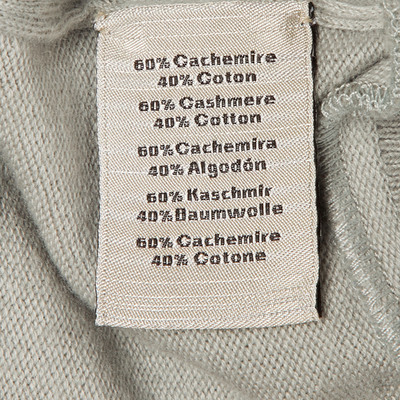 60% Cachemire
40% Coton
60% Cashmere
40% Cotton
60% Cachemira
40% Algodón
60% Kaschmir
40% Baumwolle
60% Cachemire
40% Cotone